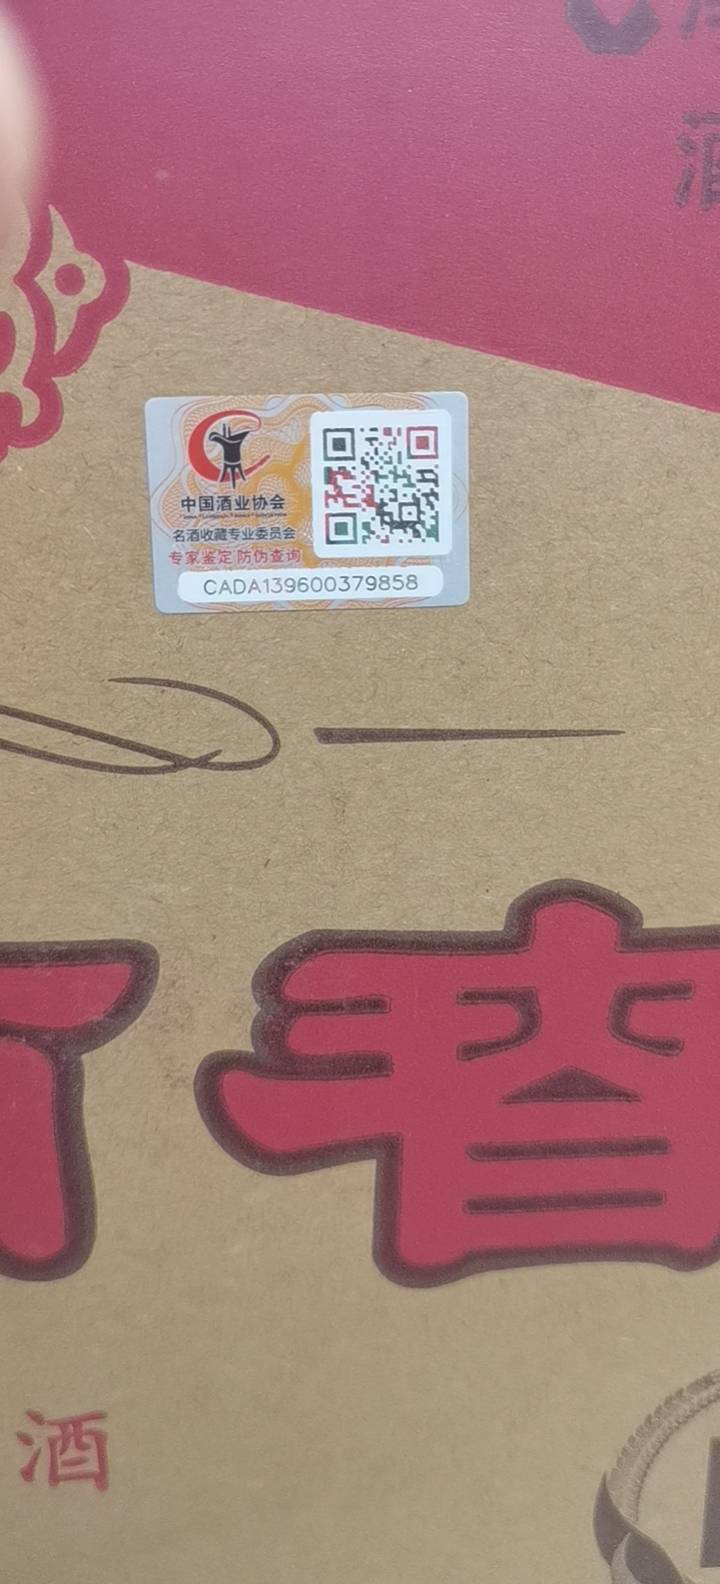 酒
中国酒业协会
名酒收藏专业委员会
专家鉴定 防伪查询
CADA139600379858
酒